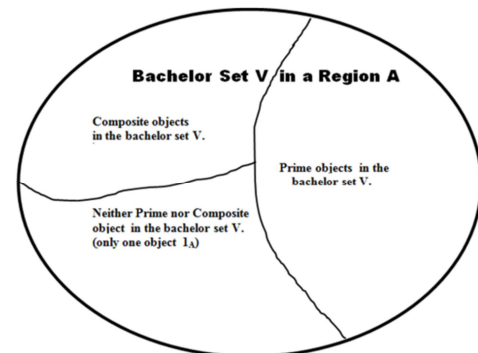 Bachelor Set V in a Region A
Composite objects
in the bachelor set V.
Prime objects in the
bachelor set V.
Neither Prime nor Composite
object in the bachelor set V.
(only one object 1A)